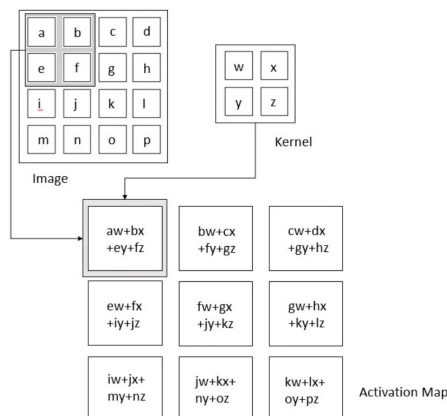 a b c d
e f g h
i j k l
m n o p
Image
w x
y z
Kernel
aw+bx
+ey+fz
bw+cx
+fy+gz
cw+dx
+gy+hz
ew+fx
+iy+jz
fw+gx
+jy+kz
gw+hx
+ky+lz
iw+jx+
my+nz
jw+kx+
ny+oz
kw+lx+
oy+pz
Activation Map